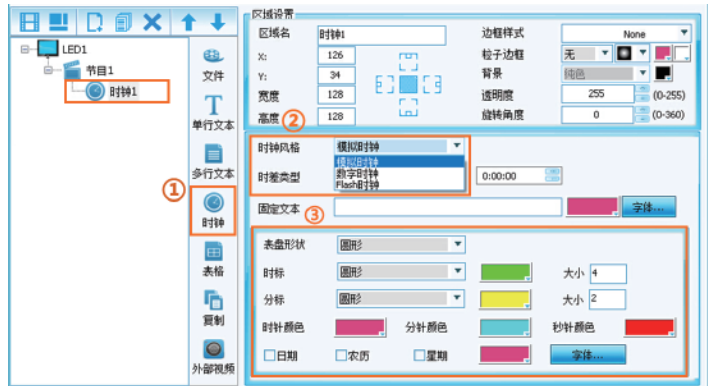 LED1
节目1
时钟1
①
文件
单行文本
多行文本
时钟
表格
复制
外部视频
区域设置
区域名 时钟1 边框样式 None
X: 126 粒子边框 无
Y: 34 背景 纯色
宽度 128 透明度 255 (0-255)
高度 128 旋转角度 0 (0-360)
②
时钟风格 模拟时钟
模拟时钟
数字时钟
Flash时钟
时差类型 0:00:00
固定文本 字体...
③
表盘形状 圆形
时标 圆形 大小 4
分标 圆形 大小 2
时针颜色 分针颜色 秒针颜色
日期 农历 星期 字体...